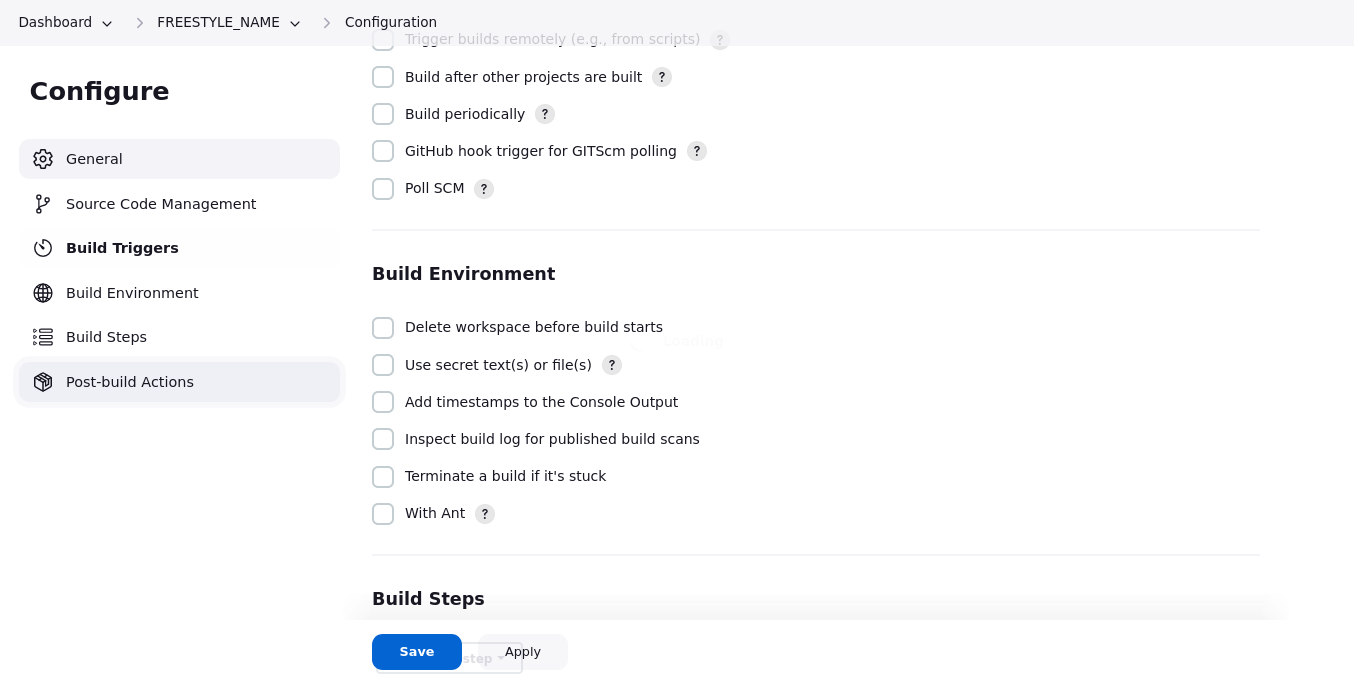 Dashboard
FREESTYLE_NAME
Configuration
Configure
General
Source Code Management
Build Triggers
Build Environment
Build Steps
Post-build Actions
Trigger builds remotely (e.g., from scripts) ?
Build after other projects are built ?
Build periodically ?
GitHub hook trigger for GITScm polling ?
Poll SCM ?
Build Environment
Delete workspace before build starts
Loading
Use secret text(s) or file(s) ?
Add timestamps to the Console Output
Inspect build log for published build scans
Terminate a build if it's stuck
With Ant ?
Build Steps
Save
step
Apply